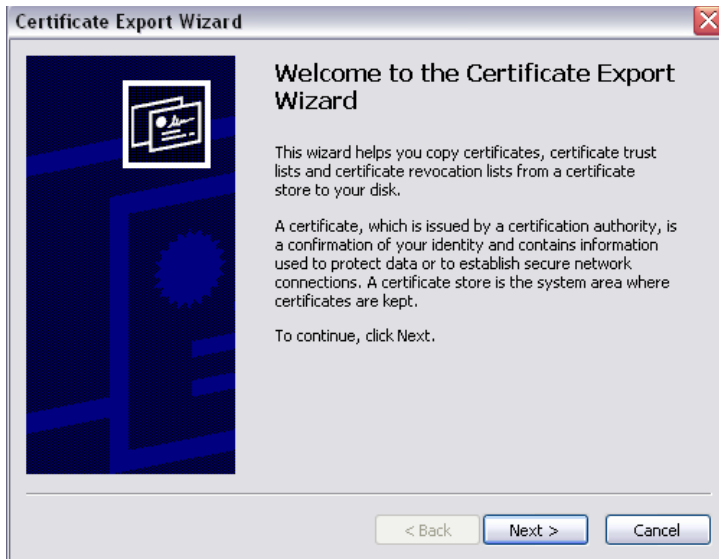 Certificate Export Wizard
Welcome to the Certificate Export
Wizard
This wizard helps you copy certificates, certificate trust
lists and certificate revocation lists from a certificate
store to your disk.
A certificate, which is issued by a certification authority, is
a confirmation of your identity and contains information
used to protect data or to establish secure network
connections. A certificate store is the system area where
certificates are kept.
To continue, click Next.
< Back
Next >
Cancel